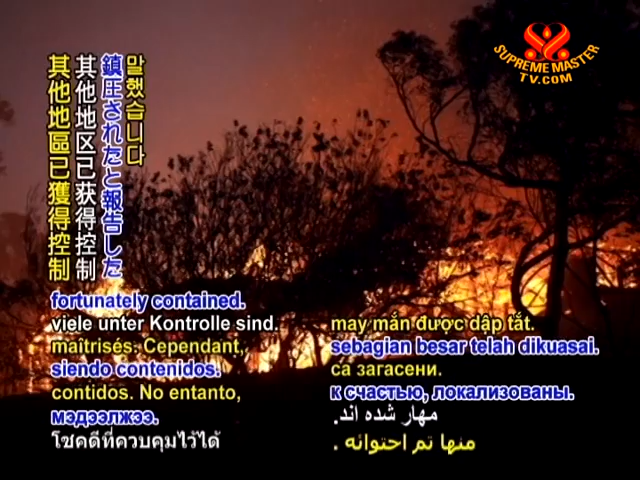 SUPREME MASTER
TV.COM
말했습니다
鎮圧されたと報告した
其他地区已获得控制
其他地區已獲得控制
fortunately contained.
viele unter Kontrolle sind.
maîtrisés. Cependant,
siendo contenidos.
contidos. No entanto,
мэдээлжээ.
โชคดีที่ควบคุมไว้ได้
may mắn được dập tắt.
sebagian besar telah dikuasai.
са загасени.
к счастью, локализованы.
مهار شده اند.
منها تم احتوائه .